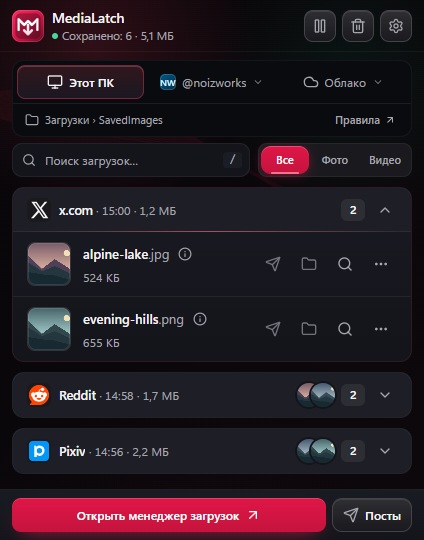 MediaLatch
Сохранено: 6 · 5,1 МБ
Этот ПК
NW @noizworks
Облако
Загрузки › SavedImages
Правила ↗
Поиск загрузок...
/
Все
Фото
Видео
x.com · 15:00 · 1,2 МБ
2
alpine-lake.jpg
524 КБ
evening-hills.png
655 КБ
Reddit · 14:58 · 1,7 МБ
2
Pixiv · 14:56 · 2,2 МБ
2
Открыть менеджер загрузок ↗
Посты